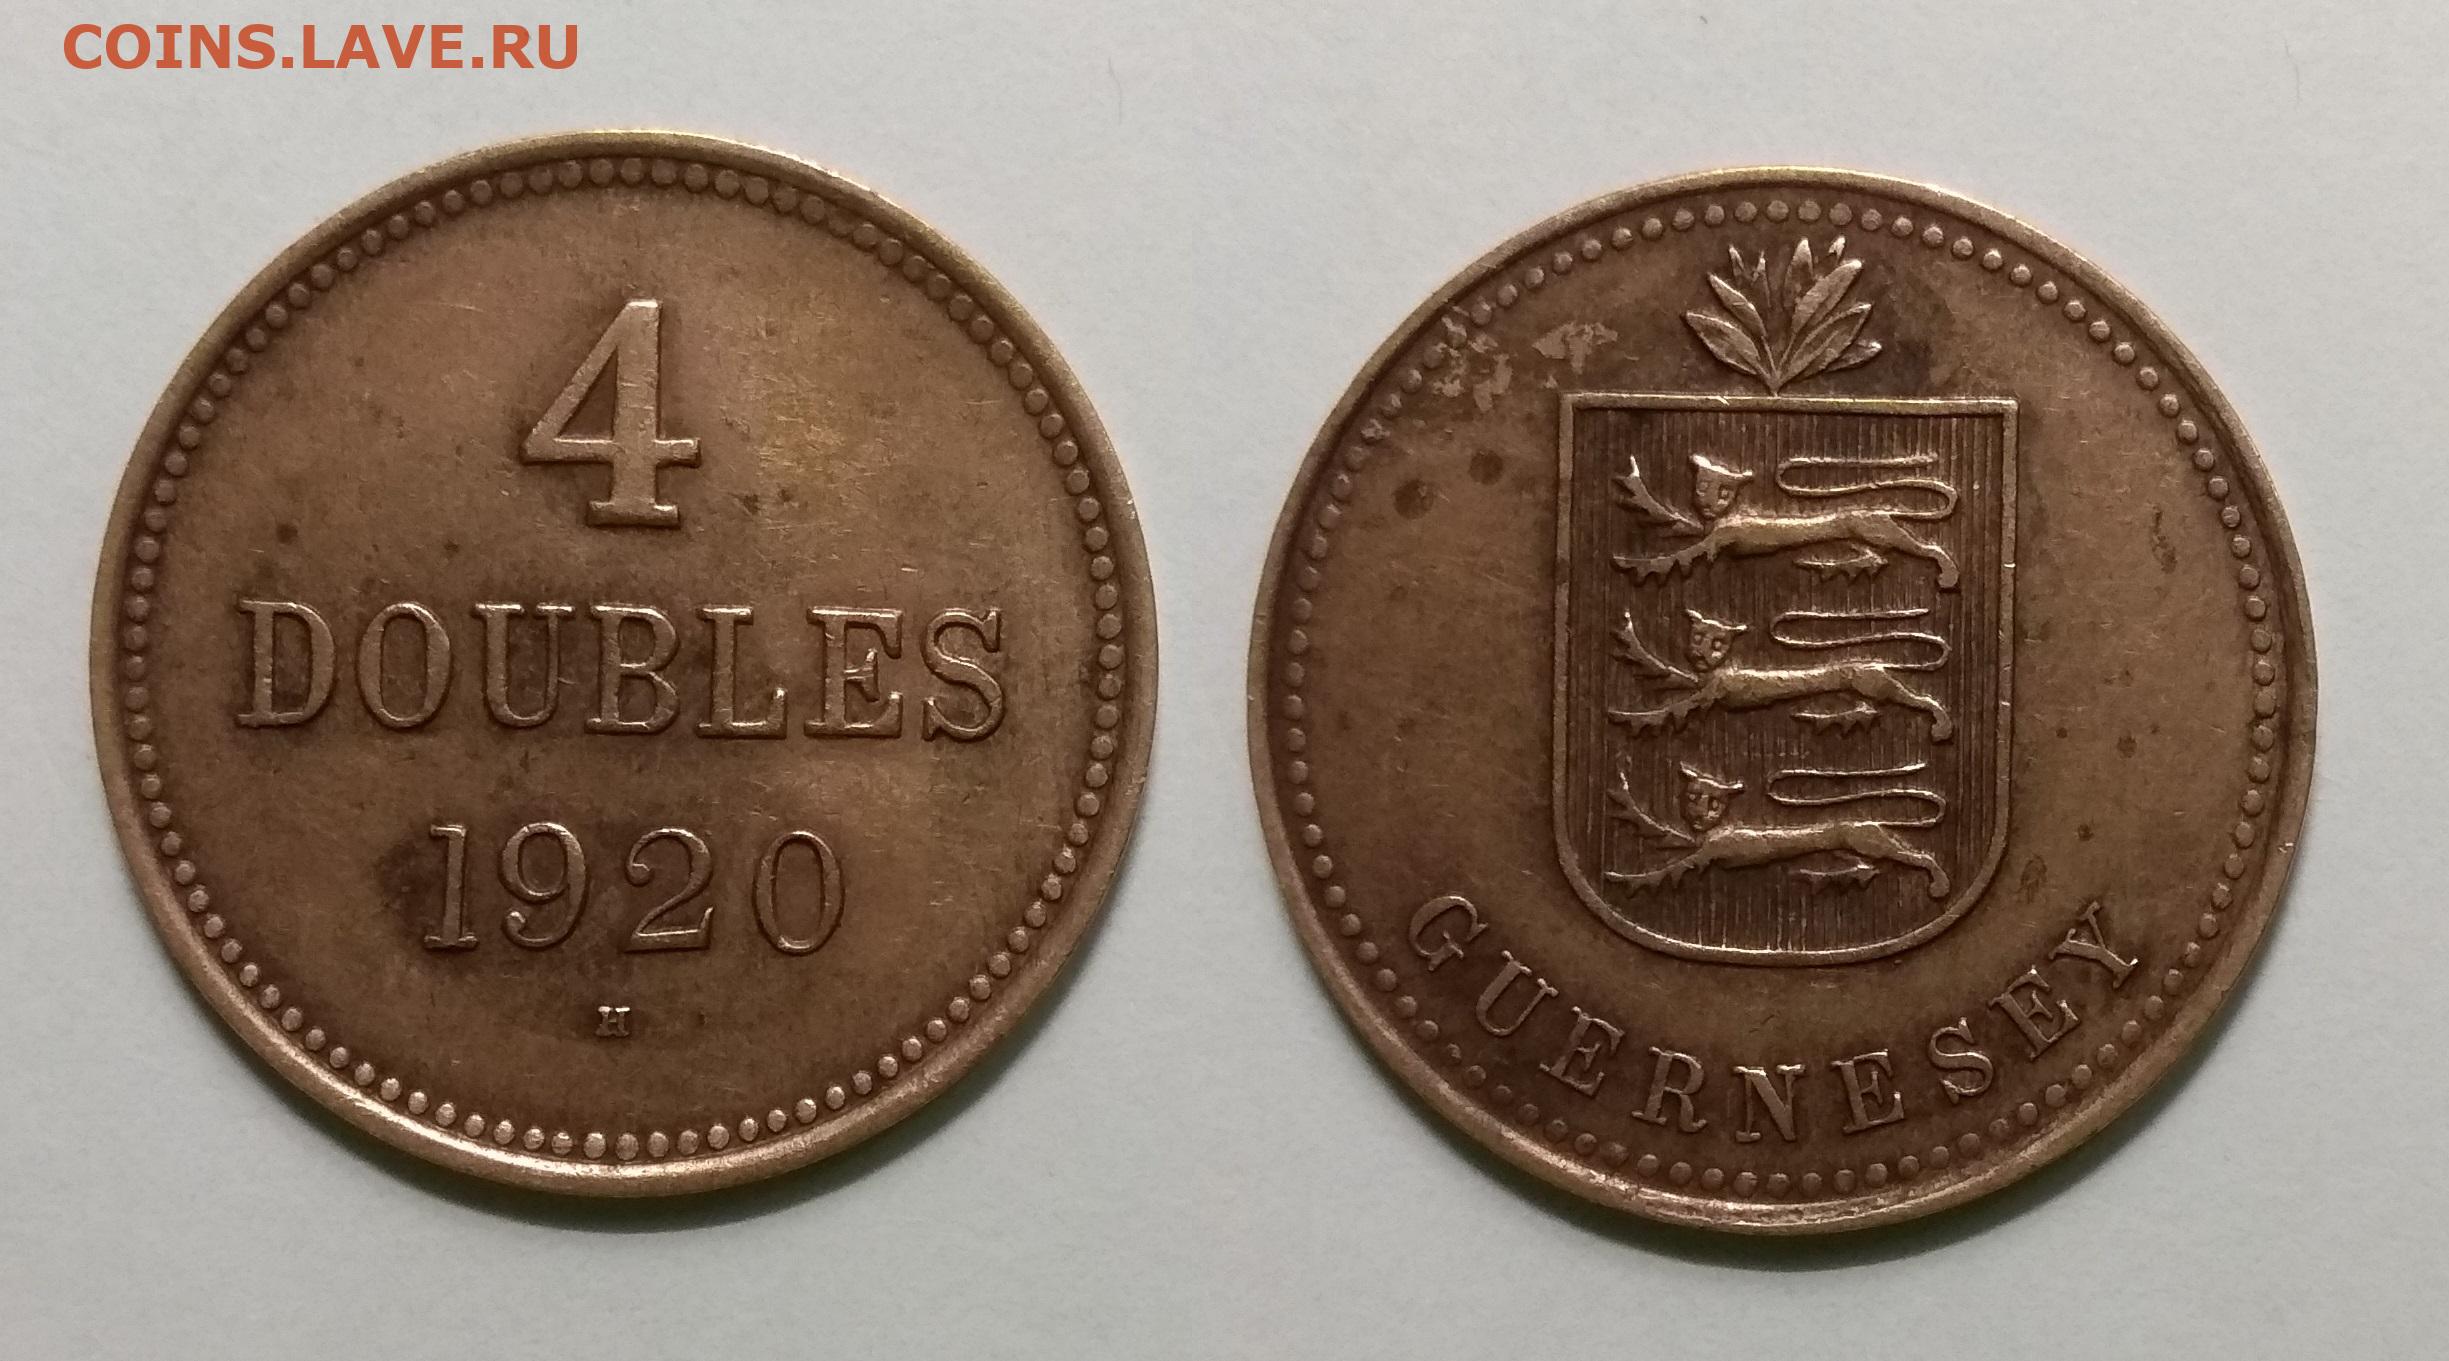 COINS.LAVE.RU
4
DOUBLES
1920
H
GUERNESEY